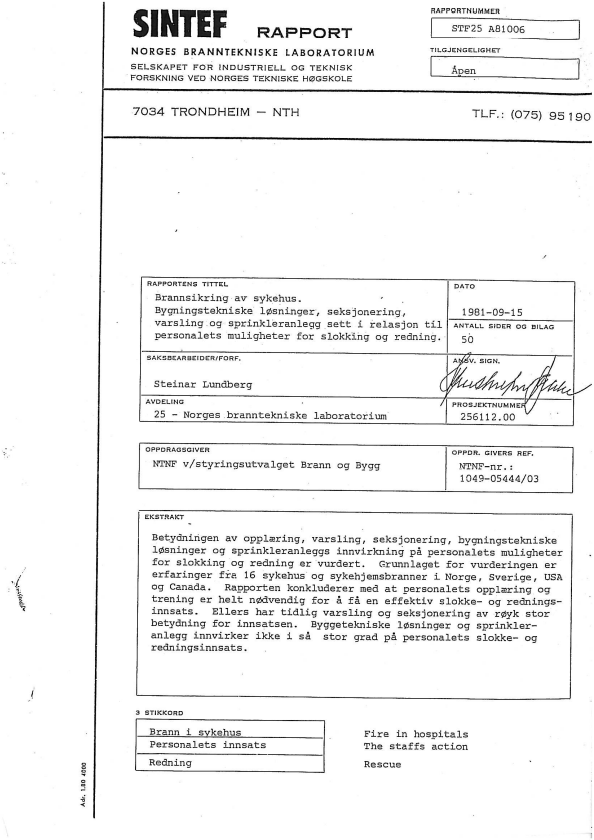 SINTEF RAPPORT
NORGES BRANNTEKNISKE LABORATORIUM
SELSKAPET FOR INDUSTRIELL OG TEKNISK
FORSKNING VED NORGES TEKNISKE HØGSKOLE
RAPPORTNUMMER
STF25 A81006
TILGJENGELIGHET
Åpen
7034 TRONDHEIM — NTH
TLF.: (075) 95190
RAPPORTENS TITTEL
Brannsikring av sykehus.
Bygningstekniske løsninger, seksjonering,
varsling og sprinkleranlegg sett i relasjon til
personalets muligheter for slokking og redning.
DATO
1981-09-15
ANTALL SIDER OG BILAG
50
SAKSBEARBEIDER/FORF.
Steinar Lundberg
ANSV. SIGN.
AVDELING
25 - Norges branntekniske laboratorium
PROSJEKTNUMMER
256112.00
OPPDRAGSGIVER
NTNF v/styringsutvalget Brann og Bygg
OPPDR. GIVERS REF.
NTNF-nr.:
1049-05444/03
EKSTRAKT
Betydningen av opplæring, varsling, seksjonering, bygningstekniske
løsninger og sprinkleranleggs innvirkning på personalets muligheter
for slokking og redning er vurdert. Grunnlaget for vurderingen er
erfaringer fra 16 sykehus og sykehjemsbranner i Norge, Sverige, USA
og Canada. Rapporten konkluderer med at personalets opplæring og
trening er helt nødvendig for å få en effektiv slokke- og rednings-
innsats. Ellers har tidlig varsling og seksjonering av røyk stor
betydning for innsatsen. Byggetekniske løsninger og sprinkler-
anlegg innvirker ikke i så stor grad på personalets slokke- og
redningsinnsats.
3 STIKKORD
Brann i sykehus
Personalets innsats
Redning
Fire in hospitals
The staffs action
Rescue
Adv. 1.80 4000